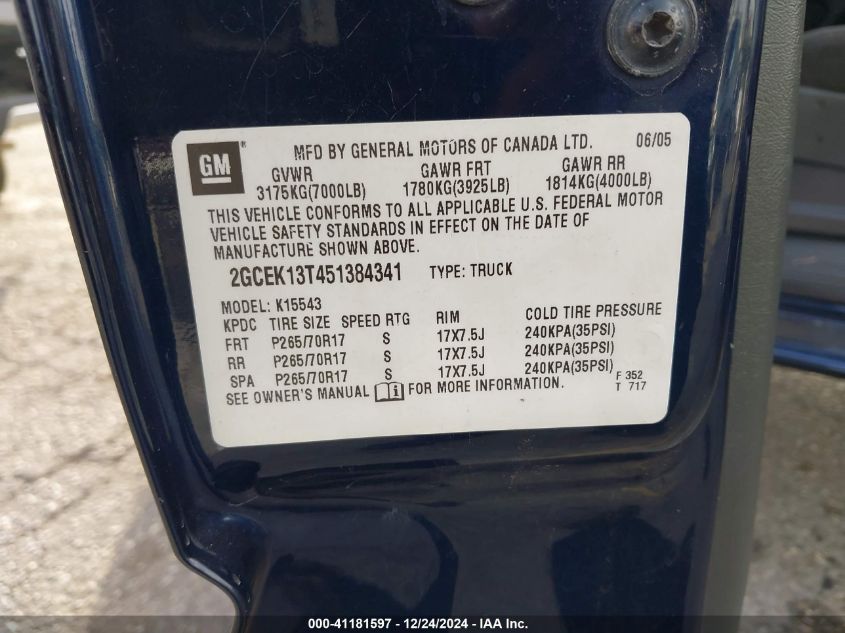 GM
MFD BY GENERAL MOTORS OF CANADA LTD. 06/05
GVWR GAWR FRT GAWR RR
3175KG(7000LB) 1780KG(3925LB) 1814KG(4000LB)
THIS VEHICLE CONFORMS TO ALL APPLICABLE U.S. FEDERAL MOTOR
VEHICLE SAFETY STANDARDS IN EFFECT ON THE DATE OF
MANUFACTURE SHOWN ABOVE.
2GCEK13T451384341 TYPE: TRUCK
MODEL: K15543
KPDC TIRE SIZE SPEED RTG RIM COLD TIRE PRESSURE
FRT P265/70R17 S 17X7.5J 240KPA(35PSI)
RR P265/70R17 S 17X7.5J 240KPA(35PSI)
SPA P265/70R17 S 17X7.5J 240KPA(35PSI)
SEE OWNER'S MANUAL FOR MORE INFORMATION.
F 352
T 717
000-41181597 - 12/24/2024 - IAA Inc.